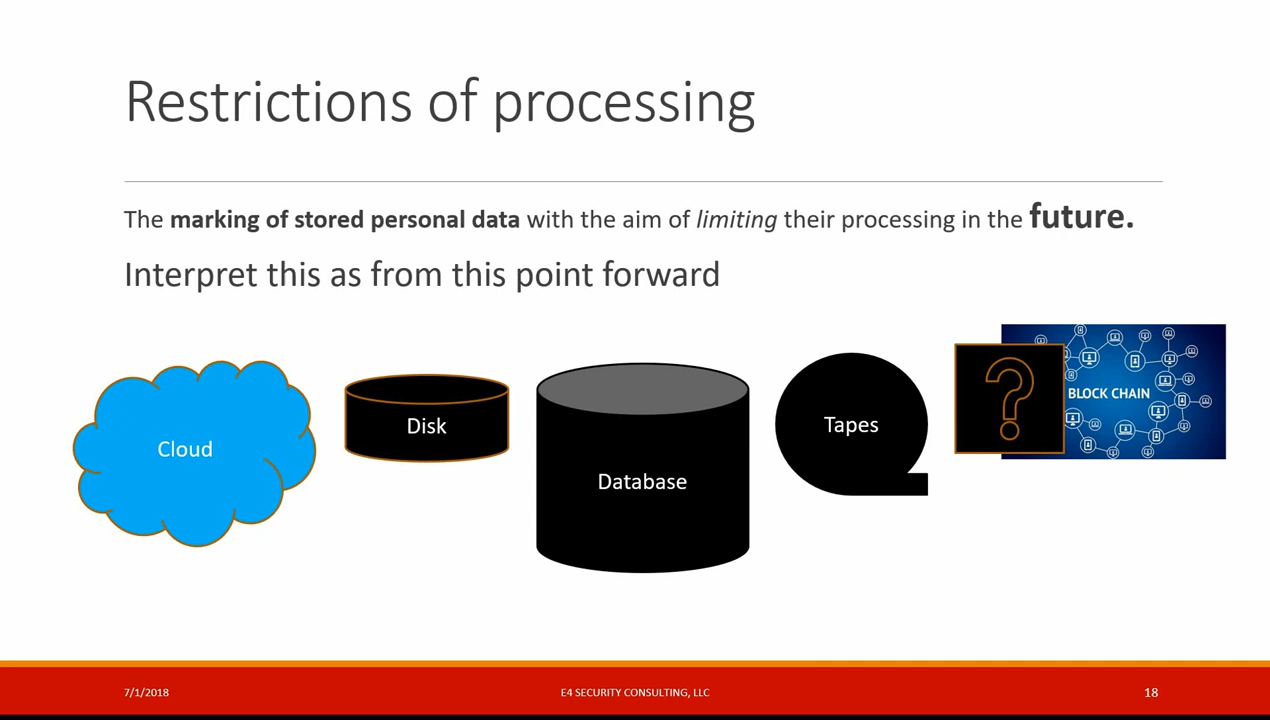 Restrictions of processing
The marking of stored personal data with the aim of limiting their processing in the future.
Interpret this as from this point forward
Cloud
Disk
Database
Tapes
?
BLOCK CHAIN
7/1/2018
E4 SECURITY CONSULTING, LLC
18